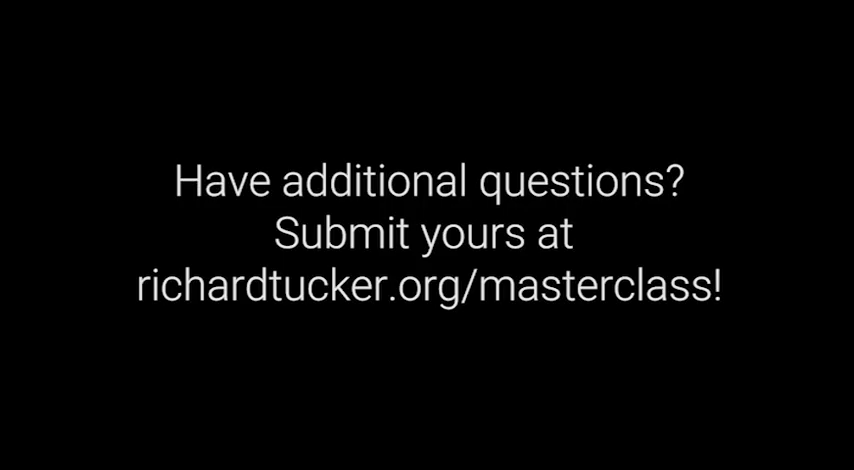 Have additional questions?
Submit yours at
richardtucker.org/masterclass!